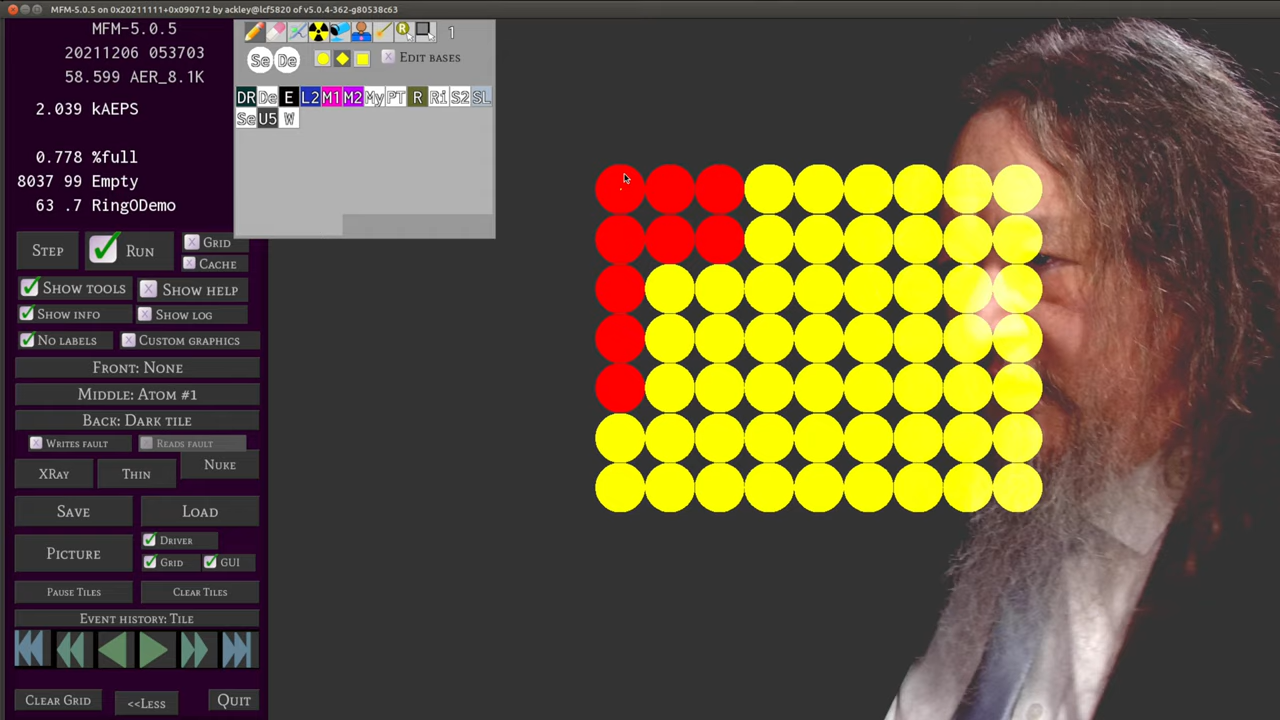 MFM-5.0.5 on 0x20211111+0x090712 by ackley@lcf5820 of v5.0.4-362-g80538c63
MFM-5.0.5
20211206 053703
58.599 AER_8.1K
2.039 kAEPS
0.778 %full
8037 99 Empty
63 .7 RingODemo
R
1
Se De
Edit bases
DR De E L2 M1 M2 My PT R Ri S2 SL
Se U5 W
Step Run Grid
Cache
Show tools Show help
Show info Show log
No labels Custom graphics
Front: None
Middle: Atom #1
Back: Dark tile
Writes fault Reads fault
XRay Thin Nuke
Save Load
Picture Driver
Grid GUI
Pause Tiles Clear Tiles
Event history: Tile
Clear Grid <<Less Quit